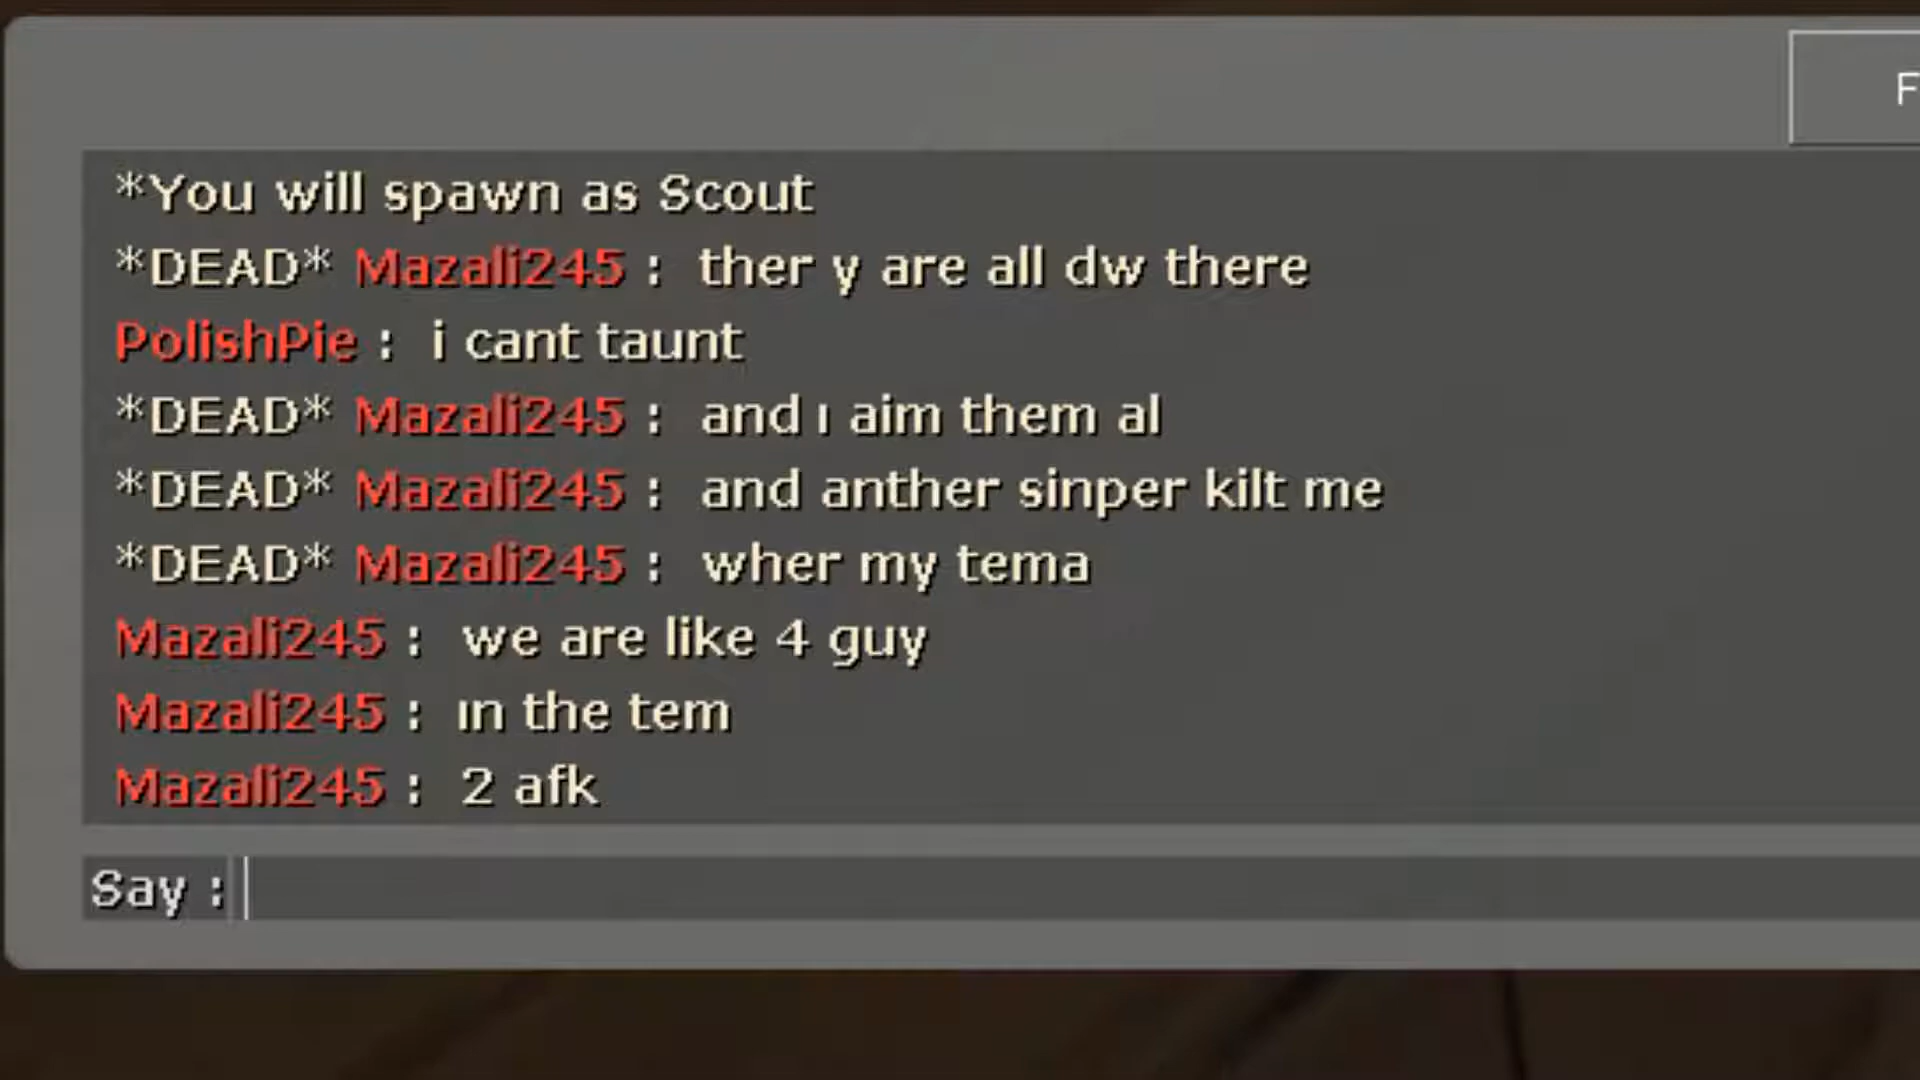 F
*You will spawn as Scout
*DEAD* Mazali245 :  ther y are all dw there
PolishPie :  i cant taunt
*DEAD* Mazali245 :  and ı aim them al
*DEAD* Mazali245 :  and anther sinper kilt me
*DEAD* Mazali245 :  wher my tema
Mazali245 :  we are like 4 guy
Mazali245 :  ın the tem
Mazali245 :  2 afk
Say :